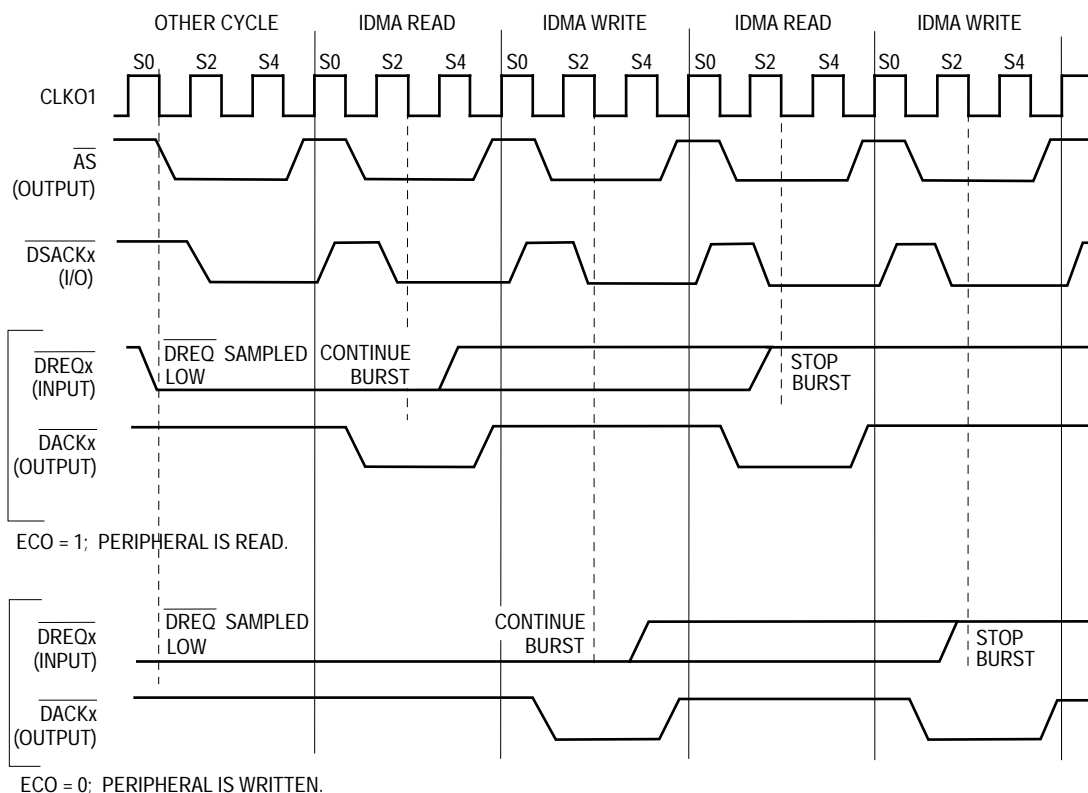 OTHER CYCLE IDMA READ IDMA WRITE IDMA READ IDMA WRITE
S0 S2 S4 S0 S2 S4 S0 S2 S4 S0 S2 S4 S0 S2 S4
CLKO1
AS
(OUTPUT)
DSACKx
(I/O)
DREQx
(INPUT)
DREQ SAMPLED
LOW
CONTINUE
BURST
STOP
BURST
DACKx
(OUTPUT)
ECO = 1; PERIPHERAL IS READ.
DREQx
(INPUT)
DREQ SAMPLED
LOW
CONTINUE
BURST
STOP
BURST
DACKx
(OUTPUT)
ECO = 0; PERIPHERAL IS WRITTEN.